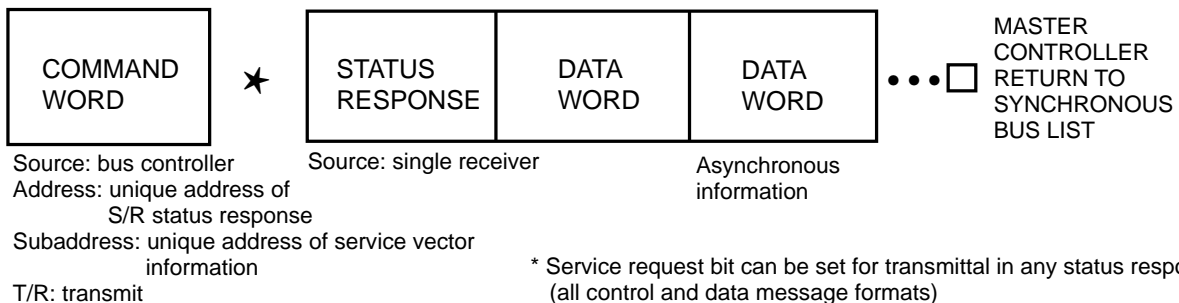 COMMAND
WORD
STATUS
RESPONSE
DATA
WORD
DATA
WORD
MASTER
CONTROLLER
RETURN TO
SYNCHRONOUS
BUS LIST
Source: bus controller
Address: unique address of
S/R status response
Subaddress: unique address of service vector
information
T/R: transmit
Source: single receiver
Asynchronous
information
* Service request bit can be set for transmittal in any status
(all control and data message formats)